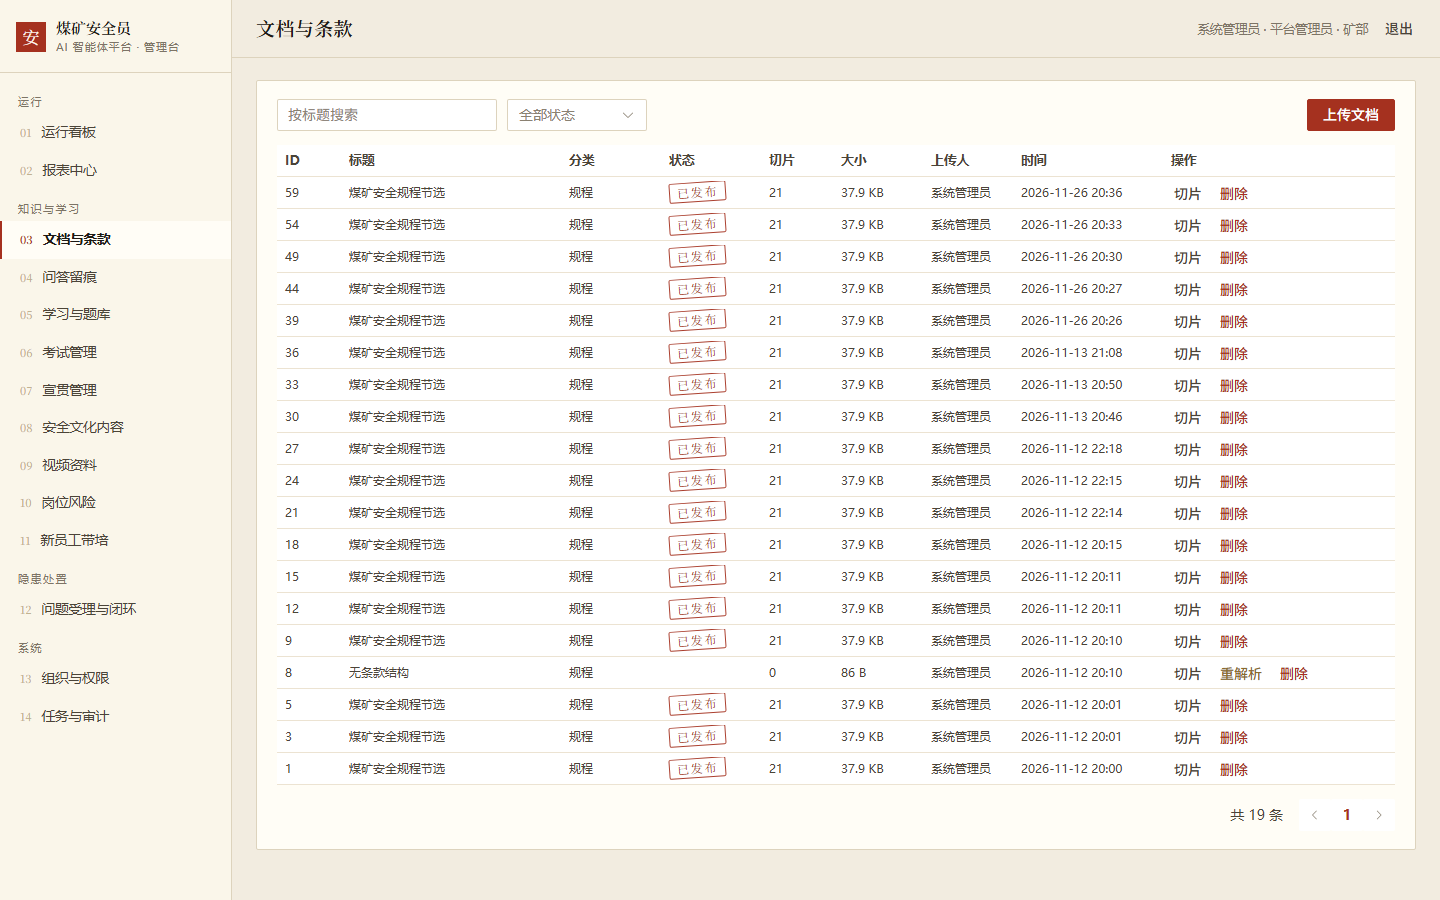 安
煤矿安全员
AI 智能体平台 · 管理台
运行
01 运行看板
02 报表中心
知识与学习
03 文档与条款
04 问答留痕
05 学习与题库
06 考试管理
07 宣贯管理
08 安全文化内容
09 视频资料
10 岗位风险
11 新员工带培
隐患处置
12 问题受理与闭环
系统
13 组织与权限
14 任务与审计
文档与条款
系统管理员 · 平台管理员 · 矿部 退出
按标题搜索 全部状态 上传文档
ID 标题 分类 状态 切片 大小 上传人 时间 操作
59 煤矿安全规程节选 规程 已发布 21 37.9 KB 系统管理员 2026-11-26 20:36 切片 删除
54 煤矿安全规程节选 规程 已发布 21 37.9 KB 系统管理员 2026-11-26 20:33 切片 删除
49 煤矿安全规程节选 规程 已发布 21 37.9 KB 系统管理员 2026-11-26 20:30 切片 删除
44 煤矿安全规程节选 规程 已发布 21 37.9 KB 系统管理员 2026-11-26 20:27 切片 删除
39 煤矿安全规程节选 规程 已发布 21 37.9 KB 系统管理员 2026-11-26 20:26 切片 删除
36 煤矿安全规程节选 规程 已发布 21 37.9 KB 系统管理员 2026-11-13 21:08 切片 删除
33 煤矿安全规程节选 规程 已发布 21 37.9 KB 系统管理员 2026-11-13 20:50 切片 删除
30 煤矿安全规程节选 规程 已发布 21 37.9 KB 系统管理员 2026-11-13 20:46 切片 删除
27 煤矿安全规程节选 规程 已发布 21 37.9 KB 系统管理员 2026-11-12 22:18 切片 删除
24 煤矿安全规程节选 规程 已发布 21 37.9 KB 系统管理员 2026-11-12 22:15 切片 删除
21 煤矿安全规程节选 规程 已发布 21 37.9 KB 系统管理员 2026-11-12 22:14 切片 删除
18 煤矿安全规程节选 规程 已发布 21 37.9 KB 系统管理员 2026-11-12 20:15 切片 删除
15 煤矿安全规程节选 规程 已发布 21 37.9 KB 系统管理员 2026-11-12 20:11 切片 删除
12 煤矿安全规程节选 规程 已发布 21 37.9 KB 系统管理员 2026-11-12 20:11 切片 删除
9 煤矿安全规程节选 规程 已发布 21 37.9 KB 系统管理员 2026-11-12 20:10 切片 删除
8 无条款结构 规程 0 86 B 系统管理员 2026-11-12 20:10 切片 重解析 删除
5 煤矿安全规程节选 规程 已发布 21 37.9 KB 系统管理员 2026-11-12 20:01 切片 删除
3 煤矿安全规程节选 规程 已发布 21 37.9 KB 系统管理员 2026-11-12 20:01 切片 删除
1 煤矿安全规程节选 规程 已发布 21 37.9 KB 系统管理员 2026-11-12 20:00 切片 删除
共 19 条 1